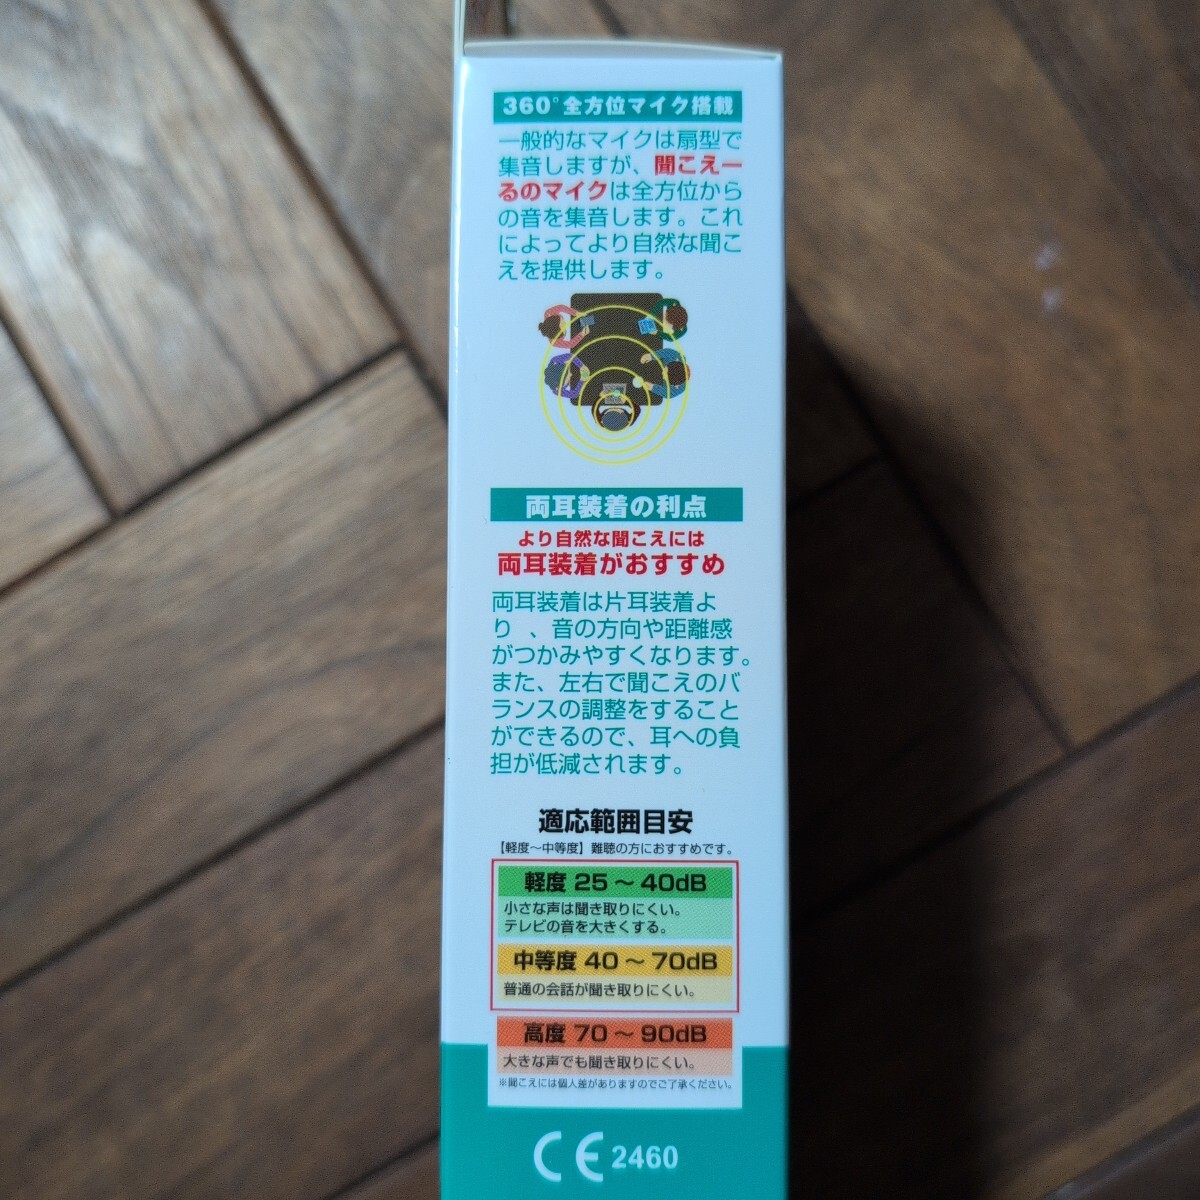 360°全方位マイク搭載
一般的なマイクは扇型で
集音しますが、聞こえー
るのマイクは全方位から
の音を集音します。これ
によってより自然な聞こ
えを提供します。
両耳装着の利点
より自然な聞こえには
両耳装着がおすすめ
両耳装着は片耳装着よ
り 、音の方向や距離感
がつかみやすくなります。
また、左右で聞こえのバ
ランスの調整をすること
ができるので、耳への負
担が低減されます。
適応範囲目安
【軽度〜中等度】難聴の方におすすめです。
軽度 25 〜 40dB
小さな声は聞き取りにくい。
テレビの音を大きくする。
中等度 40 〜 70dB
普通の会話が聞き取りにくい。
高度 70 〜 90dB
大きな声でも聞き取りにくい。
※聞こえには個人差がありますのでご了承ください。
CE 2460